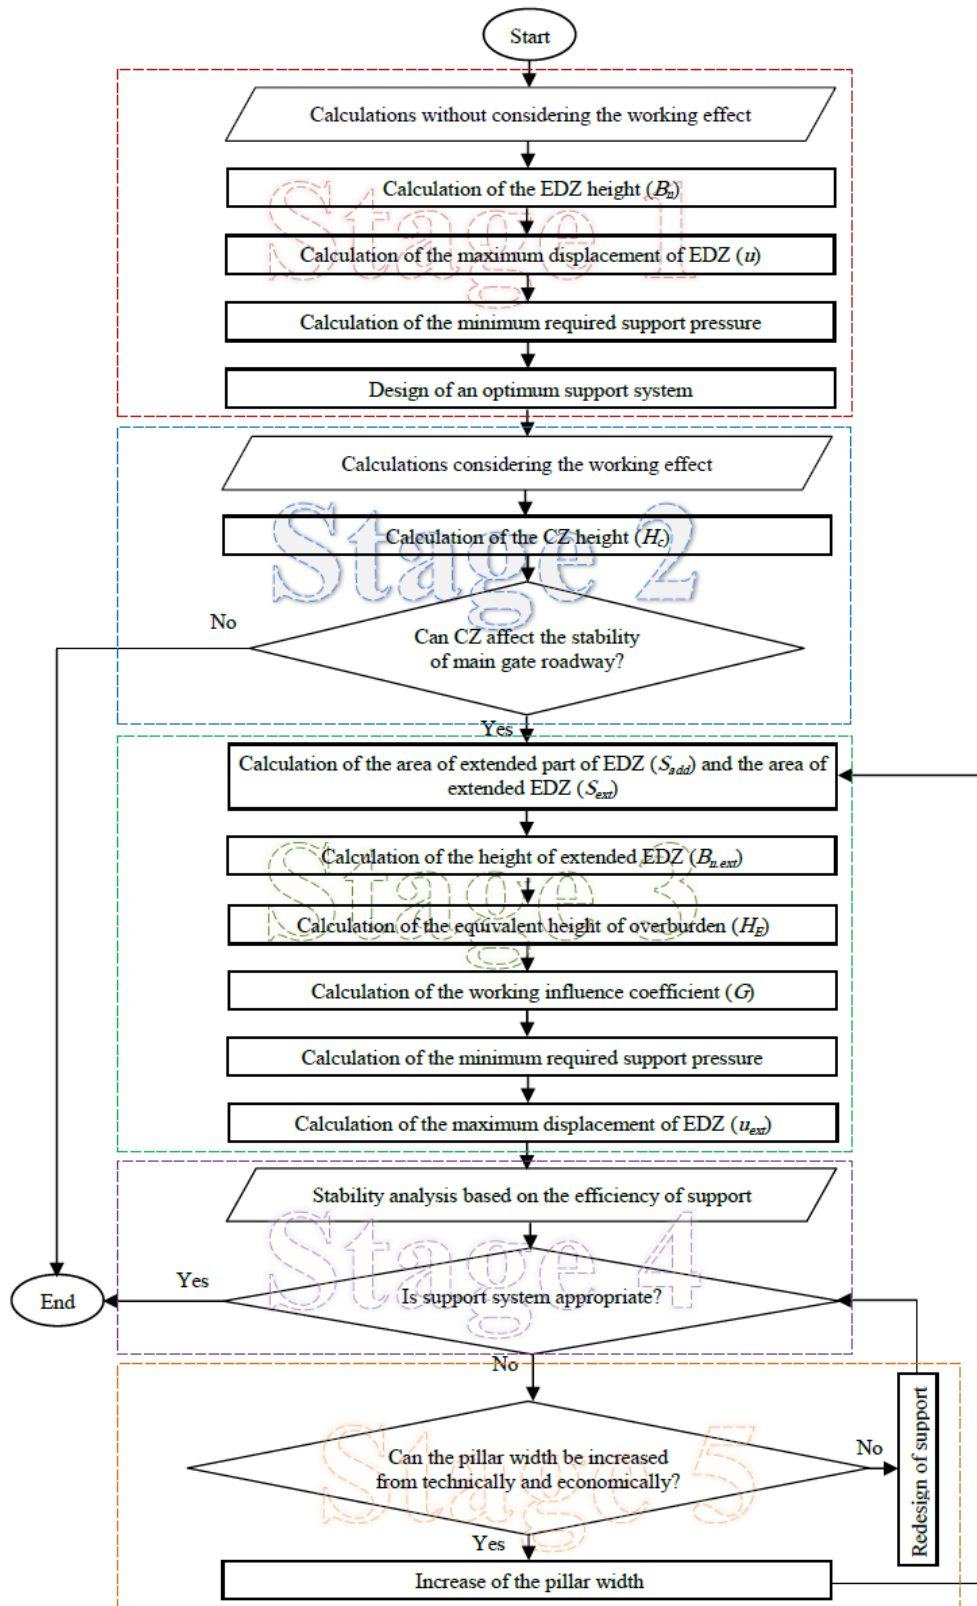 Start
Stage 1
Calculations without considering the working effect
Calculation of the EDZ height (Bn)
Calculation of the maximum displacement of EDZ (u)
Calculation of the minimum required support pressure
Design of an optimum support system
Stage 2
Calculations considering the working effect
Calculation of the CZ height (Hc)
Can CZ affect the stability
of main gate roadway?
No
Yes
Stage 3
Calculation of the area of extended part of EDZ (Sadd) and the area of
extended EDZ (Sext)
Calculation of the height of extended EDZ (Bn.ext)
Calculation of the equivalent height of overburden (HE)
Calculation of the working influence coefficient (G)
Calculation of the minimum required support pressure
Calculation of the maximum displacement of EDZ (uext)
Stage 4
Stability analysis based on the efficiency of support
Is support system appropriate?
Yes
End
No
Stage 5
Can the pillar width be increased
from technically and economically?
No
Redesign of support
Yes
Increase of the pillar width